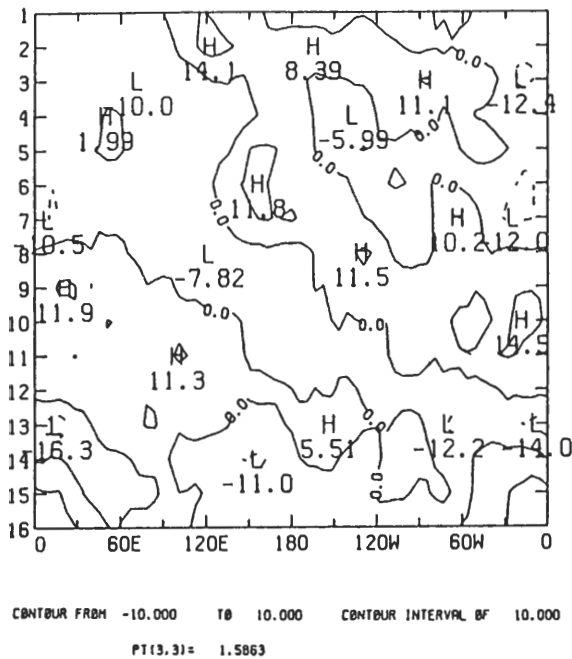 1
2
H
H
14.1
8.39
3
L
H
L
-10.0
11.1
-12.4
4
H
L
1.99
-5.99
0.0
5
0.0
6
H
0.0
0.0
11.8
7
L
H
L
10.5
10.2
-12.0
8
L
H
-7.82
11.5
9
H
11.9
0.0
0.0
10
H
14.5
11
H
11.3
12
0.0
0.0
13
L
H
L
L
16.3
5.51
-12.2
-14.0
14
L
-11.0
0.0
15
16
0 60E 120E 180 120W 60W 0
CONTOUR FROM -10.000 TO 10.000 CONTOUR INTERVAL OF 10.000
PT(3,3)= 1.5863